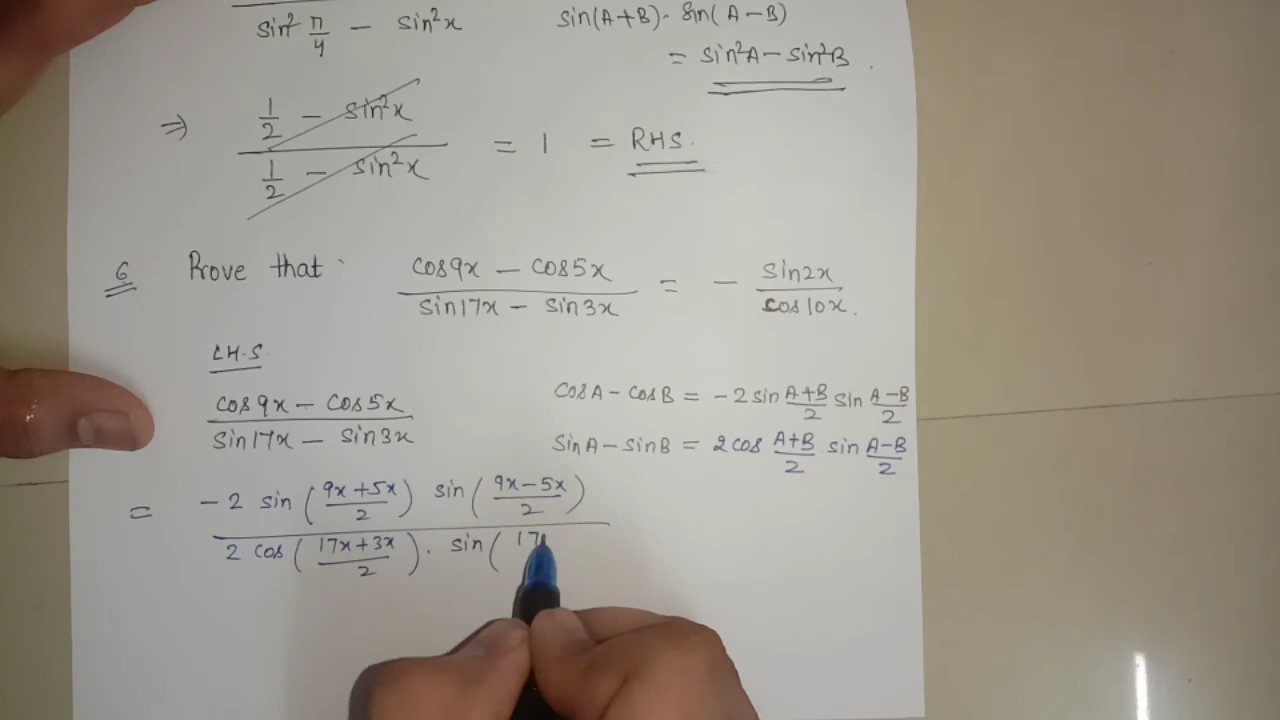 sin² π/4 − sin²x
sin(A+B)· sin(A−B)
= sin²A − sin²B.
⇒ (1/2 − sin²x)/(1/2 − sin²x) = 1 = RHS.
6 Prove that : (cos9x − cos5x)/(sin17x − sin3x) = − sin2x/cos10x.
L.H.S
(cos9x − cos5x)/(sin17x − sin3x)
cosA − cosB = −2 sin (A+B)/2 sin (A−B)/2
sinA − sinB = 2 cos (A+B)/2 sin (A−B)/2
= −2 sin ((9x+5x)/2) sin ((9x−5x)/2)
2 cos ((17x+3x)/2) · sin ( 17